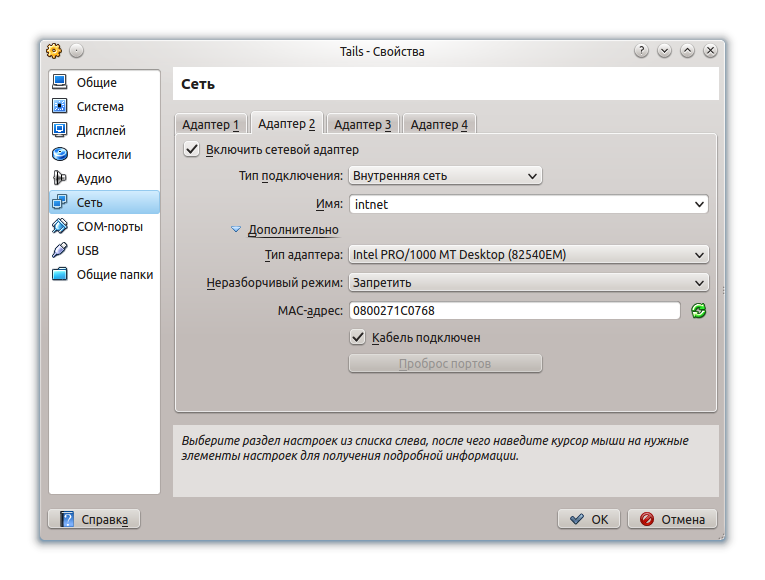 Tails - Свойства
Общие
Система
Дисплей
Носители
Аудио
Сеть
COM-порты
USB
Общие папки
Сеть
Адаптер 1
Адаптер 2
Адаптер 3
Адаптер 4
Включить сетевой адаптер
Тип подключения: Внутренняя сеть
Имя: intnet
Дополнительно
Тип адаптера: Intel PRO/1000 MT Desktop (82540EM)
Неразборчивый режим: Запретить
MAC-адрес: 0800271C0768
Кабель подключен
Проброс портов
Выберите раздел настроек из списка слева, после чего наведите курсор мыши на нужные
элементы настроек для получения подробной информации.
Справка
OK
Отмена